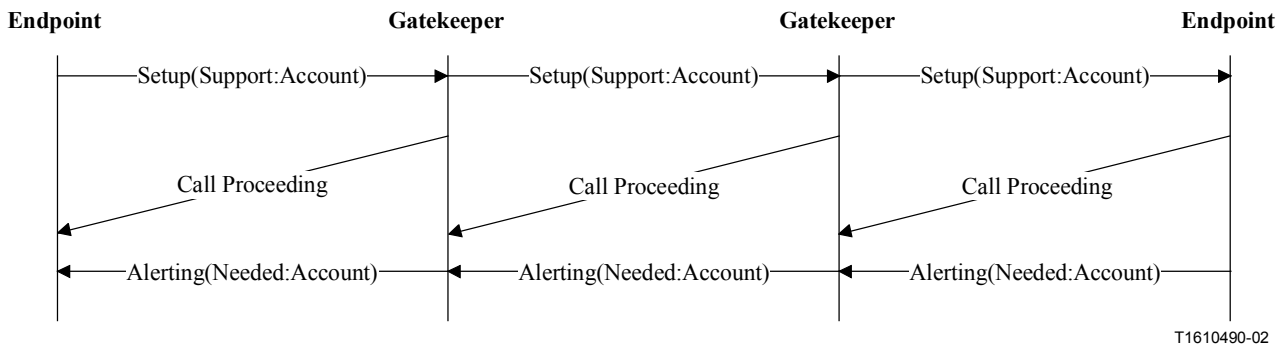 Endpoint Gatekeeper Gatekeeper Endpoint
Setup(Support:Account) Setup(Support:Account) Setup(Support:Account)
Call Proceeding Call Proceeding Call Proceeding
Alerting(Needed:Account) Alerting(Needed:Account) Alerting(Needed:Account)
T1610490-02